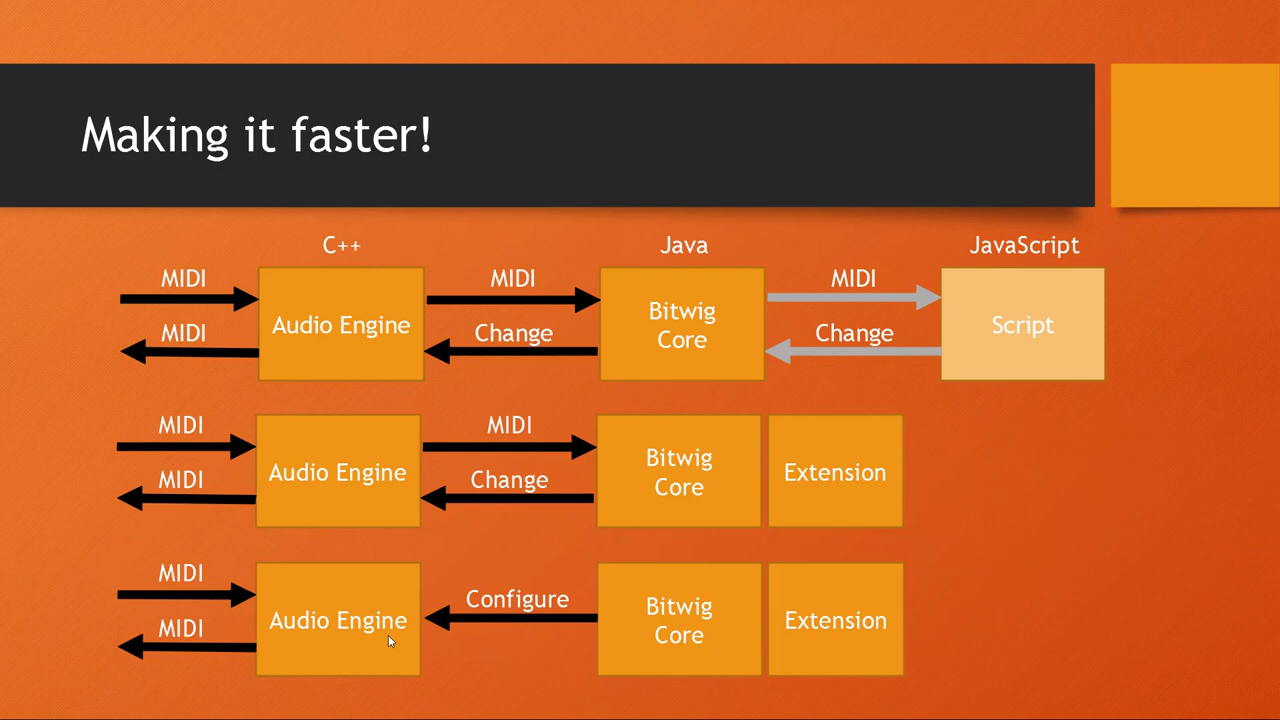 Making it faster!
C++
Java
JavaScript
MIDI
MIDI
Audio Engine
MIDI
Change
Bitwig
Core
MIDI
Change
Script
MIDI
MIDI
Audio Engine
MIDI
Change
Bitwig
Core
Extension
MIDI
MIDI
Audio Engine
Configure
Bitwig
Core
Extension